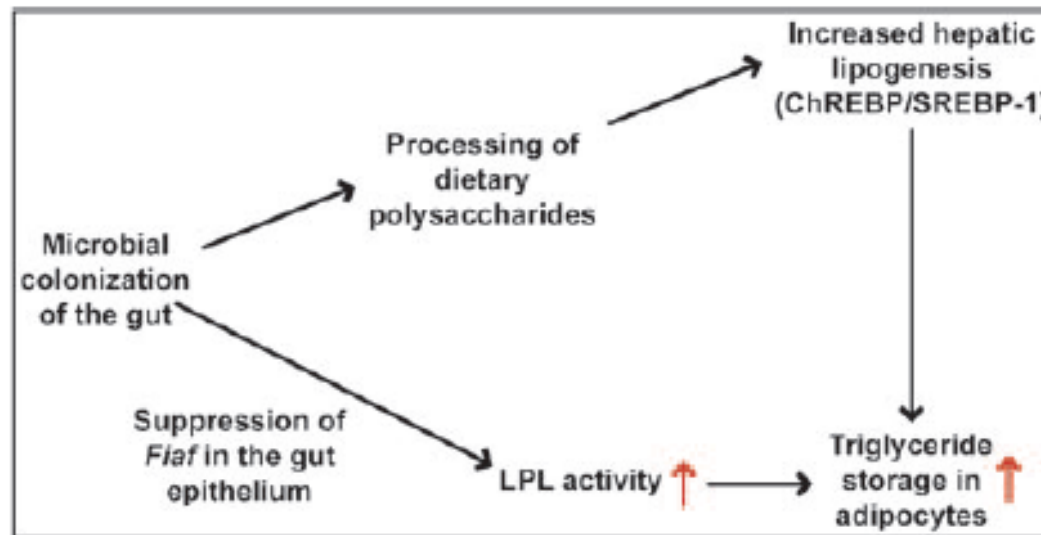 Increased hepatic
lipogenesis
(ChREBP/SREBP-1)
Processing of
dietary
polysaccharides
Microbial
colonization
of the gut
Suppression of
Fiaf in the gut
epithelium
LPL activity
Triglyceride
storage in
adipocytes